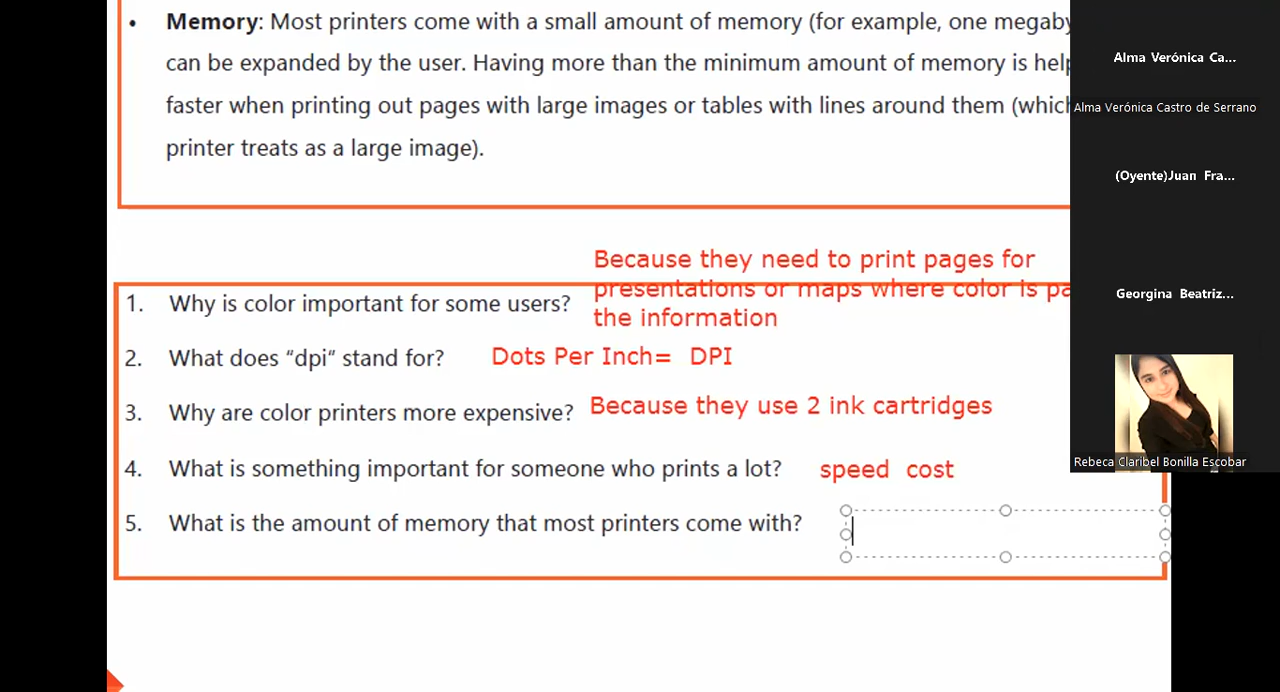 • Memory: Most printers come with a small amount of memory (for example, one megaby
can be expanded by the user. Having more than the minimum amount of memory is help
faster when printing out pages with large images or tables with lines around them (which
printer treats as a large image).
Because they need to print pages for
presentations or maps where color is pa
the information
1. Why is color important for some users?
2. What does “dpi” stand for? Dots Per Inch= DPI
3. Why are color printers more expensive? Because they use 2 ink cartridges
4. What is something important for someone who prints a lot? speed cost
5. What is the amount of memory that most printers come with?
Alma Verónica Ca...
Alma Verónica Castro de Serrano
(Oyente)Juan Fra...
Georgina Beatriz...
Rebeca Claribel Bonilla Escobar